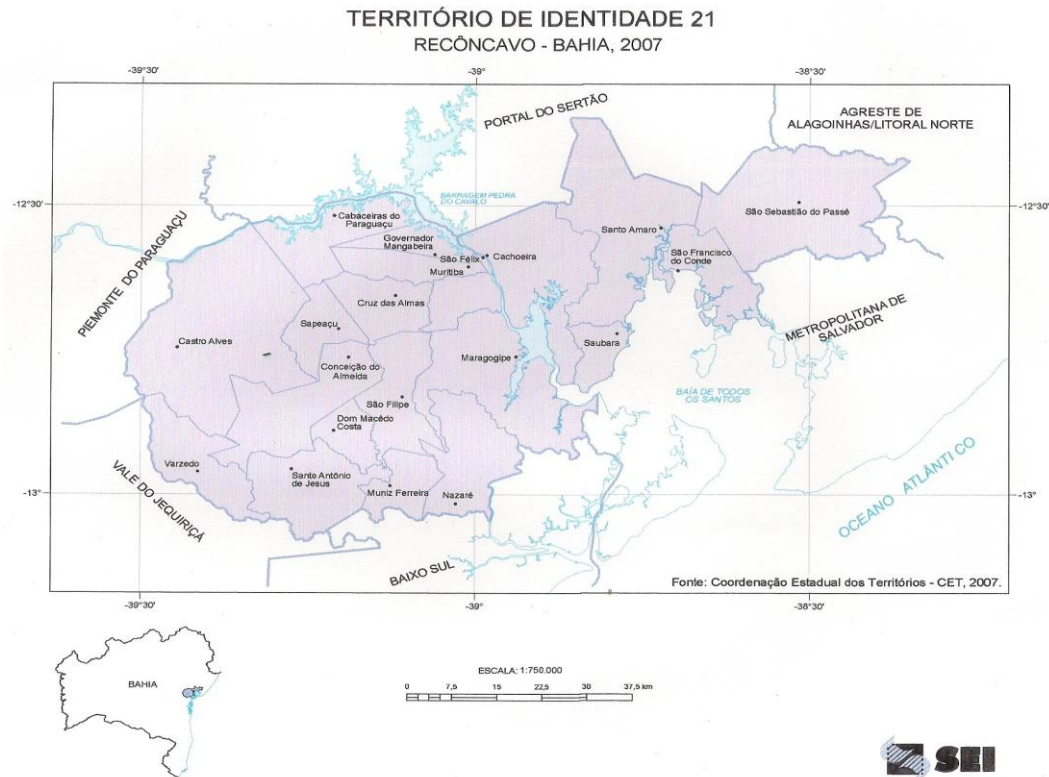 TERRITÓRIO DE IDENTIDADE 21
RECÔNCAVO - BAHIA, 2007
-39°30'
-39°
-38°30'
PORTAL DO SERTÃO
AGRESTE DE
ALAGOINHAS/LITORAL NORTE
-12°30'
-12°30'
BARRAGEM PEDRA
DO CAVALO
PIEMONTE DO PARAGUAÇU
Cabaceiras do
Paraguaçu
São Sebastião do Passé
Santo Amaro
Governador
Mangabeira
São Félix
Cachoeira
Muritiba
São Francisco
do Conde
Cruz das Almas
Sapeaçu
METROPOLITANA DE
SALVADOR
Castro Alves
Saubara
Maragogipe
Conceição do
Almeida
BAÍA DE TODOS
OS SANTOS
São Filipe
Dom Macêdo
Costa
OCEANO ATLÂNTICO
Varzedo
Santo Antônio
de Jesus
Muniz Ferreira
Nazaré
-13°
-13°
VALE DO JEQUIRIÇÁ
BAIXO SUL
Fonte: Coordenação Estadual dos Territórios - CET, 2007.
-39°30'
-39°
-38°30'
BAHIA
ESCALA: 1:750.000
0 7,5 15 22,5 30 37,5 km
SEI